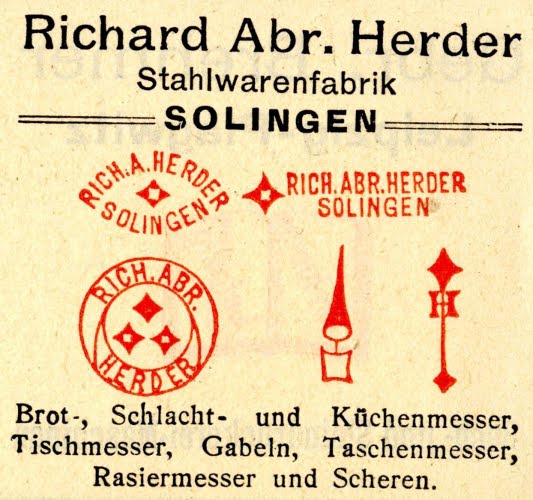 Richard Abr. Herder
Stahlwarenfabrik
SOLINGEN
RICH. A. HERDER
SOLINGEN
RICH. ABR. HERDER
SOLINGEN
RICH. ABR.
HERDER
H
Brot-, Schlacht- und Küchenmesser,
Tischmesser, Gabeln, Taschenmesser,
Rasiermesser und Scheren.